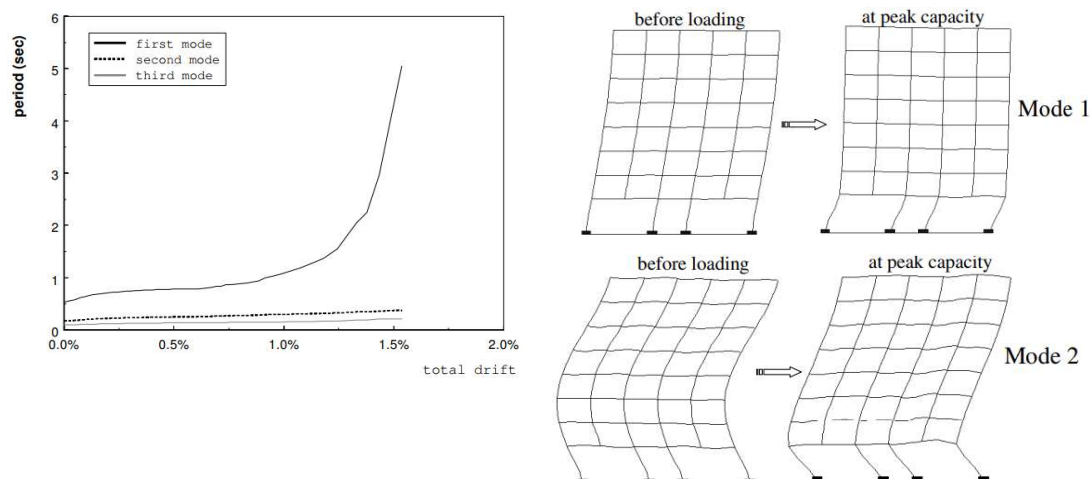 period (sec)
6
5
4
3
2
1
0
first mode
second mode
third mode
0.0%
0.5%
1.0%
1.5%
2.0%
total drift
before loading
at peak capacity
Mode 1
before loading
at peak capacity
Mode 2